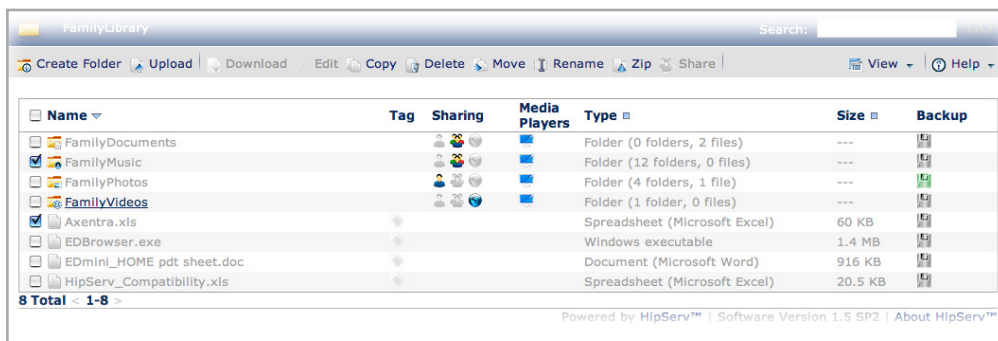 FamilyLibrary Search:
Create Folder Upload Download Edit Copy Delete Move Rename Zip Share View Help
Name Tag Sharing Media Players Type Size Backup
FamilyDocuments Folder (0 folders, 2 files) ---
FamilyMusic Folder (12 folders, 0 files) ---
FamilyPhotos Folder (4 folders, 1 file) ---
FamilyVideos Folder (1 folder, 0 files) ---
Axentra.xls Spreadsheet (Microsoft Excel) 60 KB
EDBrowser.exe Windows executable 1.4 MB
EDmini_HOME pdt sheet.doc Document (Microsoft Word) 916 KB
HipServ_Compatibility.xls Spreadsheet (Microsoft Excel) 20.5 KB
8 Total < 1-8 >
Powered by HipServ™ | Software Version 1.5 SP2 | About HipServ™